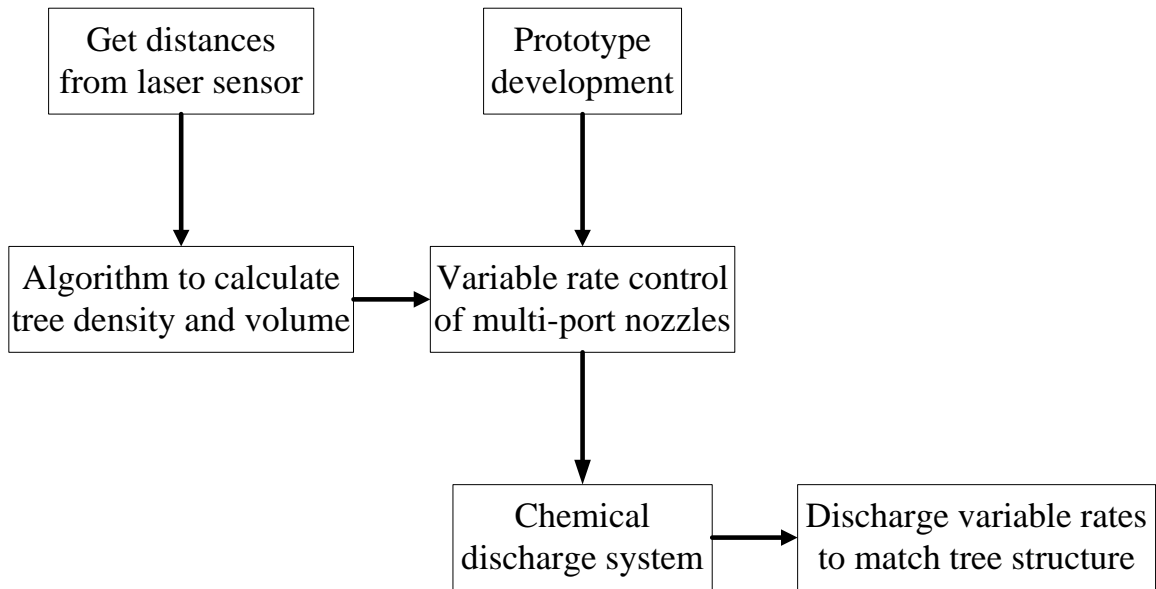 Get distances
from laser sensor
Prototype
development
Algorithm to calculate
tree density and volume
Variable rate control
of multi-port nozzles
Chemical
discharge system
Discharge variable rates
to match tree structure